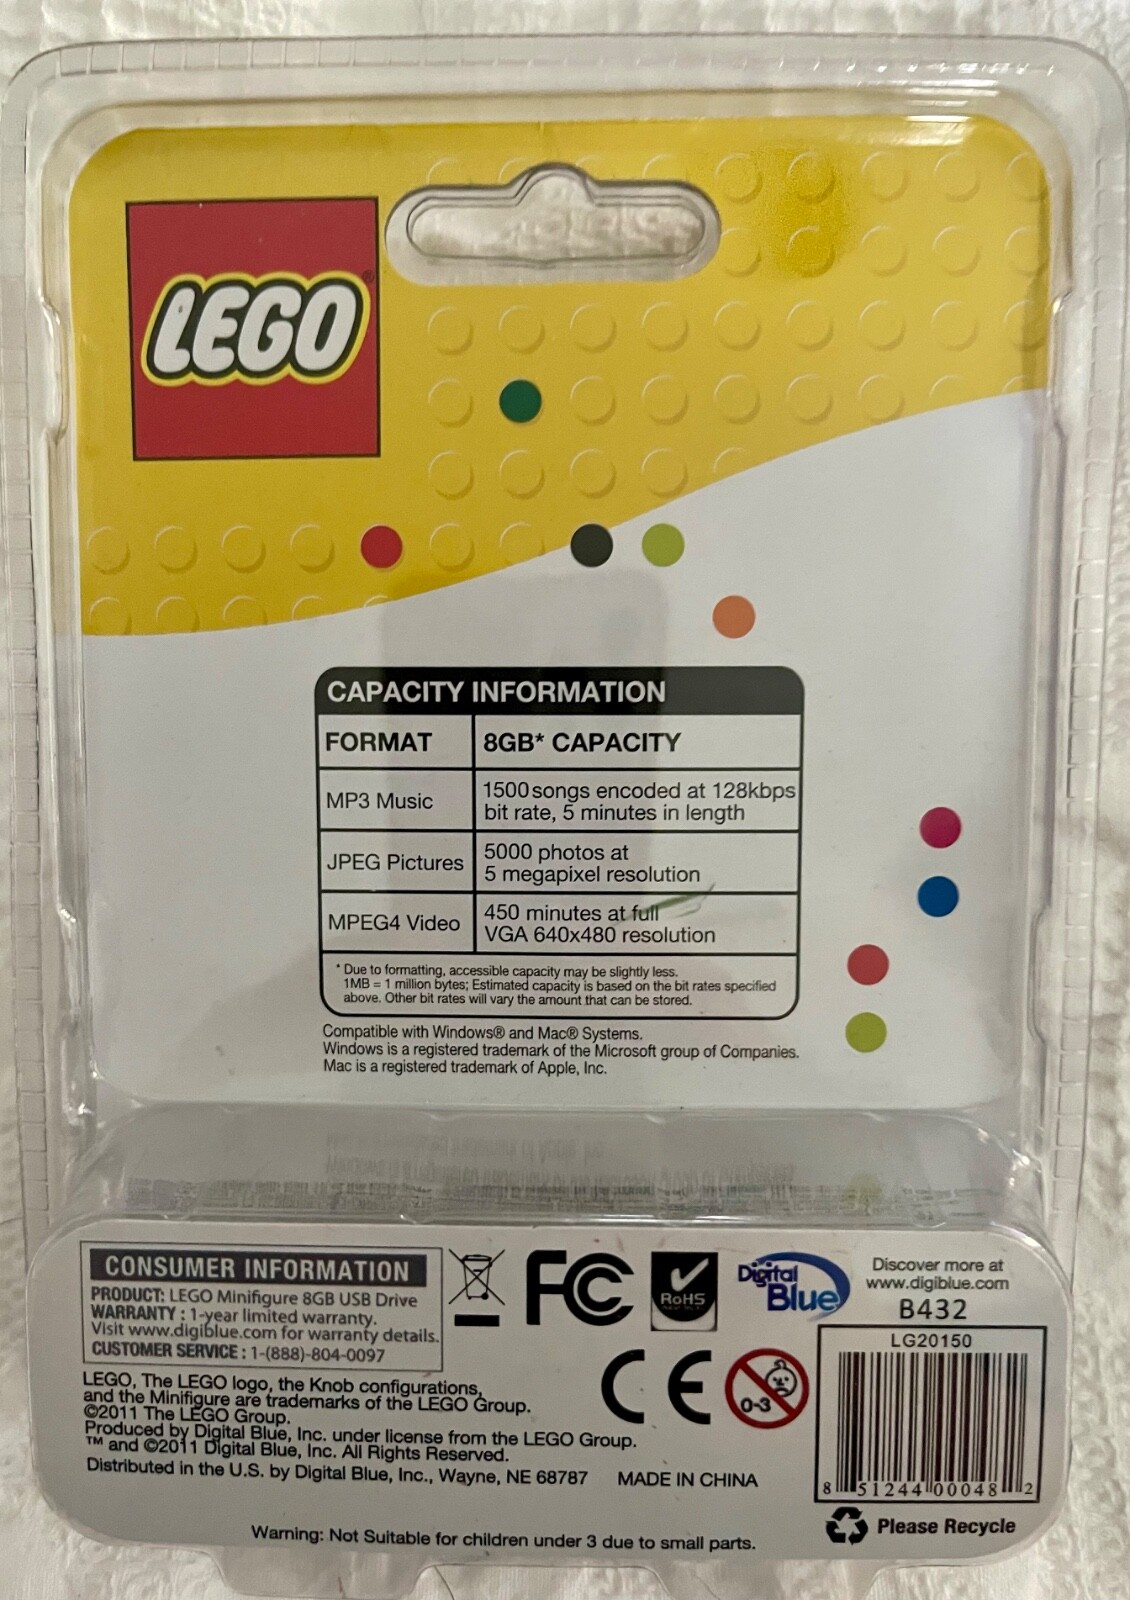 LEGO®
CAPACITY INFORMATION
FORMAT 8GB* CAPACITY
MP3 Music 1500 songs encoded at 128kbps
bit rate, 5 minutes in length
JPEG Pictures 5000 photos at
5 megapixel resolution
MPEG4 Video 450 minutes at full
VGA 640x480 resolution
* Due to formatting, accessible capacity may be slightly less.
1MB = 1 million bytes; Estimated capacity is based on the bit rates specified
above. Other bit rates will vary the amount that can be stored.
Compatible with Windows® and Mac® Systems.
Windows is a registered trademark of the Microsoft group of Companies.
Mac is a registered trademark of Apple, Inc.
CONSUMER INFORMATION
PRODUCT: LEGO Minifigure 8GB USB Drive
WARRANTY : 1-year limited warranty.
Visit www.digiblue.com for warranty details.
CUSTOMER SERVICE : 1-(888)-804-0097
FC
RoHS
Digital
Blue
Discover more at
www.digiblue.com
B432
LG20150
CE
0-3
LEGO, The LEGO logo, the Knob configurations,
and the Minifigure are trademarks of the LEGO Group.
©2011 The LEGO Group.
Produced by Digital Blue, Inc. under license from the LEGO Group.
™ and ©2011 Digital Blue, Inc. All Rights Reserved.
Distributed in the U.S. by Digital Blue, Inc., Wayne, NE 68787 MADE IN CHINA
8 51244 00048 2
Please Recycle
Warning: Not Suitable for children under 3 due to small parts.